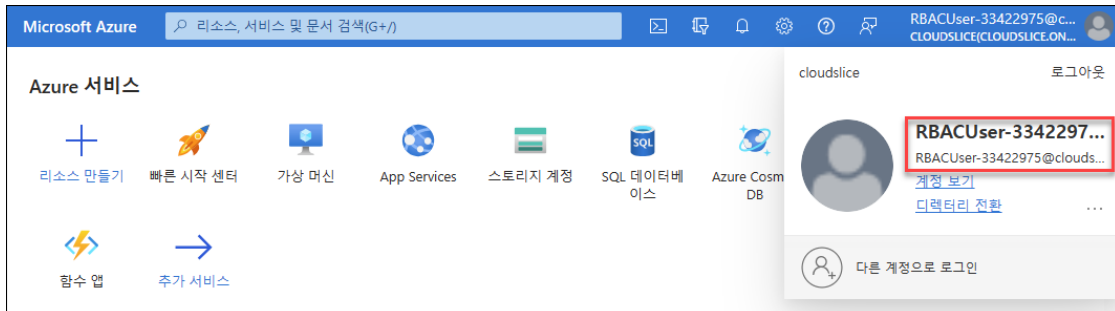 Microsoft Azure
리소스, 서비스 및 문서 검색(G+/)
RBACUser-33422975@c...
CLOUDSLICE(CLOUDSLICE.ON...
Azure 서비스
cloudslice
로그아웃
RBACUser-3342297...
RBACUser-33422975@clouds...
계정 보기
디렉터리 전환
...
다른 계정으로 로그인
리소스 만들기
빠른 시작 센터
가상 머신
App Services
스토리지 계정
SQL
SQL 데이터베
이스
Azure Cosm
DB
함수 앱
추가 서비스